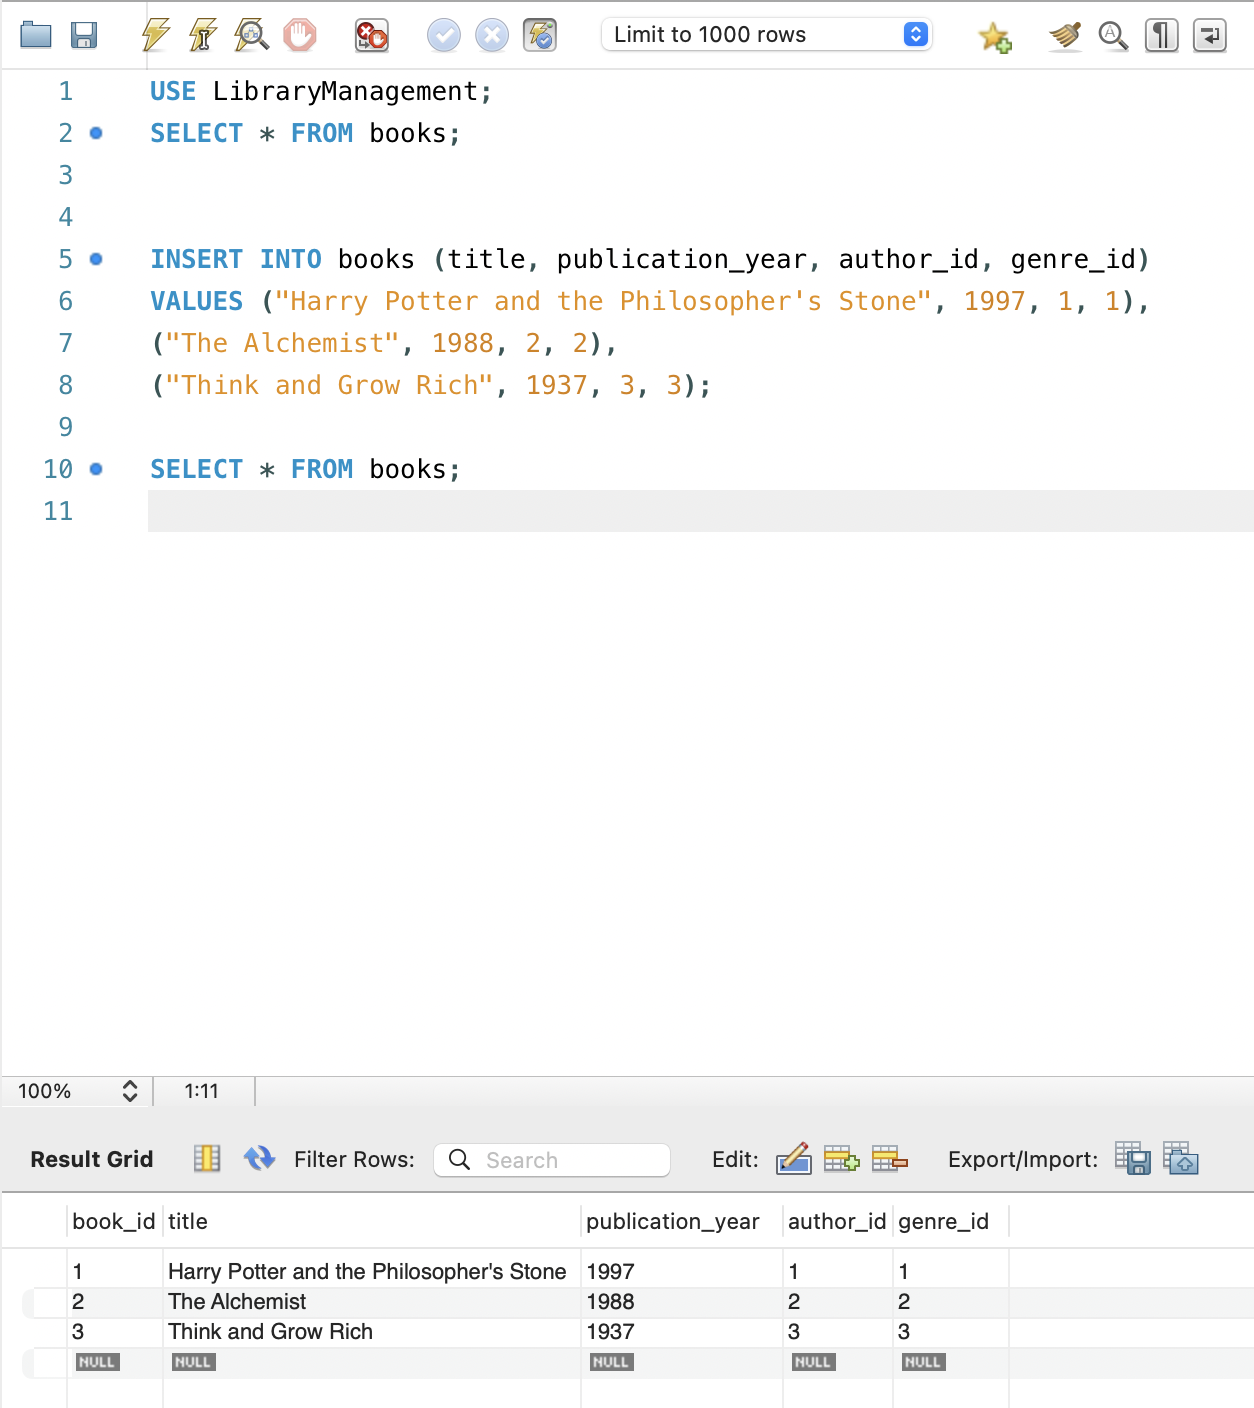 Limit to 1000 rows
1 USE LibraryManagement;
2 SELECT * FROM books;
3
4
5 INSERT INTO books (title, publication_year, author_id, genre_id)
6 VALUES ("Harry Potter and the Philosopher's Stone", 1997, 1, 1),
7 ("The Alchemist", 1988, 2, 2),
8 ("Think and Grow Rich", 1937, 3, 3);
9
10 SELECT * FROM books;
11
100% 1:11
Result Grid Filter Rows: Search Edit: Export/Import:
book_id title publication_year author_id genre_id
1 Harry Potter and the Philosopher's Stone 1997 1 1
2 The Alchemist 1988 2 2
3 Think and Grow Rich 1937 3 3
NULL NULL NULL NULL NULL